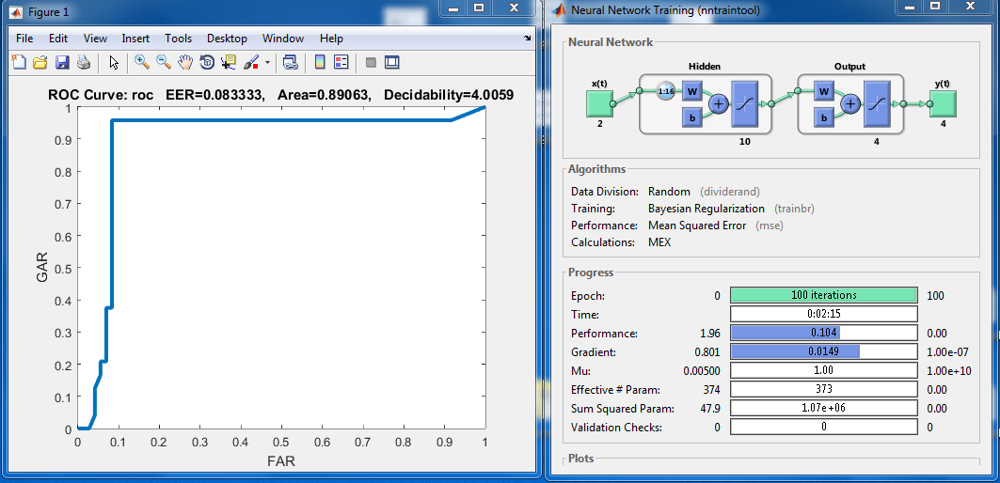 Figure 1
File Edit View Insert Tools Desktop Window Help
ROC Curve: roc EER=0.083333, Area=0.89063, Decidability=4.0059
1
0.9
0.8
0.7
0.6
0.5
0.4
0.3
0.2
0.1
0
GAR
0 0.1 0.2 0.3 0.4 0.5 0.6 0.7 0.8 0.9 1
FAR
Neural Network Training (nntraintool)
Neural Network
Hidden Output
x(t) 1:16 W b + W b + y(t)
2 10 4 4
Algorithms
Data Division: Random (dividerand)
Training: Bayesian Regularization (trainbr)
Performance: Mean Squared Error (mse)
Calculations: MEX
Progress
Epoch: 0 100 iterations 100
Time: 0:02:15
Performance: 1.96 0.104 0.00
Gradient: 0.801 0.0149 1.00e-07
Mu: 0.00500 1.00 1.00e+10
Effective # Param: 374 373 0.00
Sum Squared Param: 47.9 1.07e+06 0.00
Validation Checks: 0 0 0
Plots